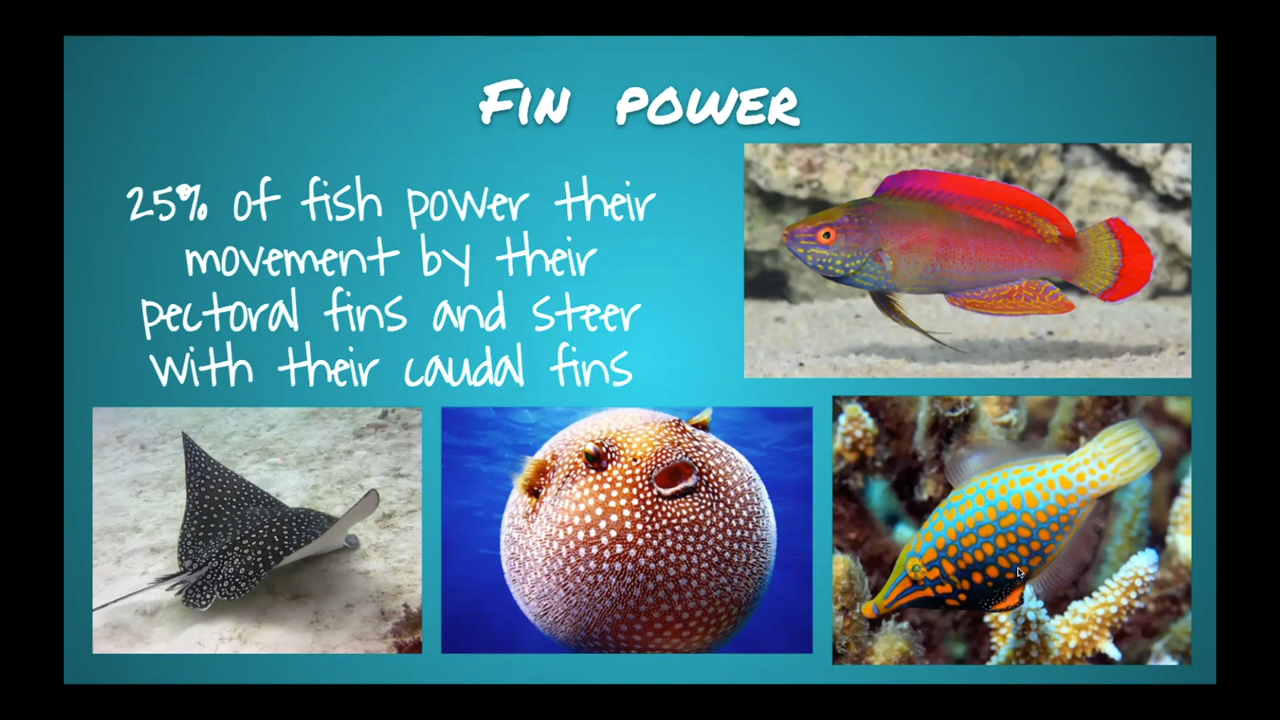 FIN POWER
25% of fish power their
movement by their
pectoral fins and steer
with their caudal fins